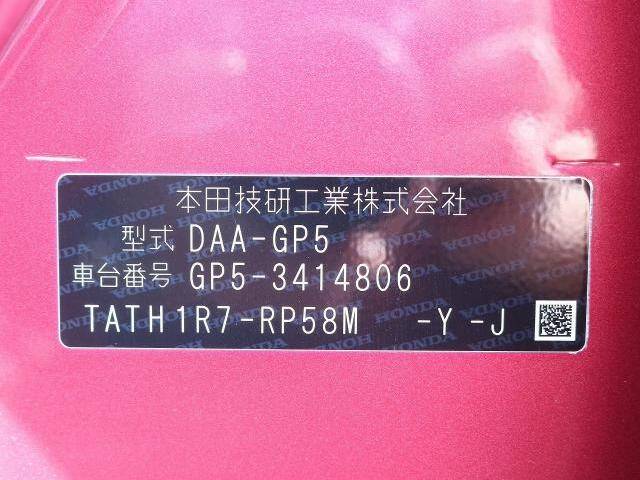 本田技研工業株式会社
型式 DAA-GP5
車台番号 GP5-3414806
TATH1R7-RP58M -Y -J